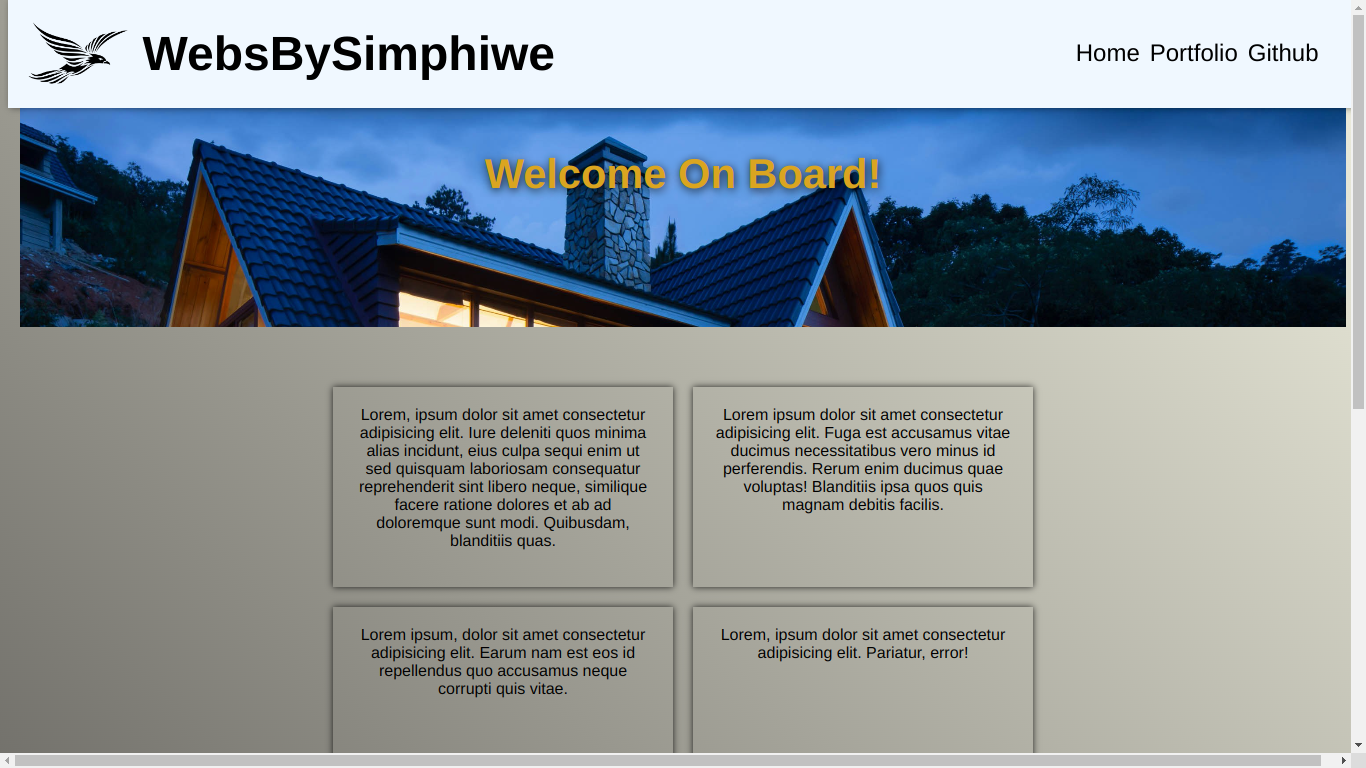 WebsBySimphiwe
Home Portfolio Github
Welcome On Board!
Lorem, ipsum dolor sit amet consectetur
adipisicing elit. Iure deleniti quos minima
alias incidunt, eius culpa sequi enim ut
sed quisquam laboriosam consequatur
reprehenderit sint libero neque, similique
facere ratione dolores et ab ad
doloremque sunt modi. Quibusdam,
blanditiis quas.
Lorem ipsum dolor sit amet consectetur
adipisicing elit. Fuga est accusamus vitae
ducimus necessitatibus vero minus id
perferendis. Rerum enim ducimus quae
voluptas! Blanditiis ipsa quos quis
magnam debitis facilis.
Lorem ipsum, dolor sit amet consectetur
adipisicing elit. Earum nam est eos id
repellendus quo accusamus neque
corrupti quis vitae.
Lorem, ipsum dolor sit amet consectetur
adipisicing elit. Pariatur, error!